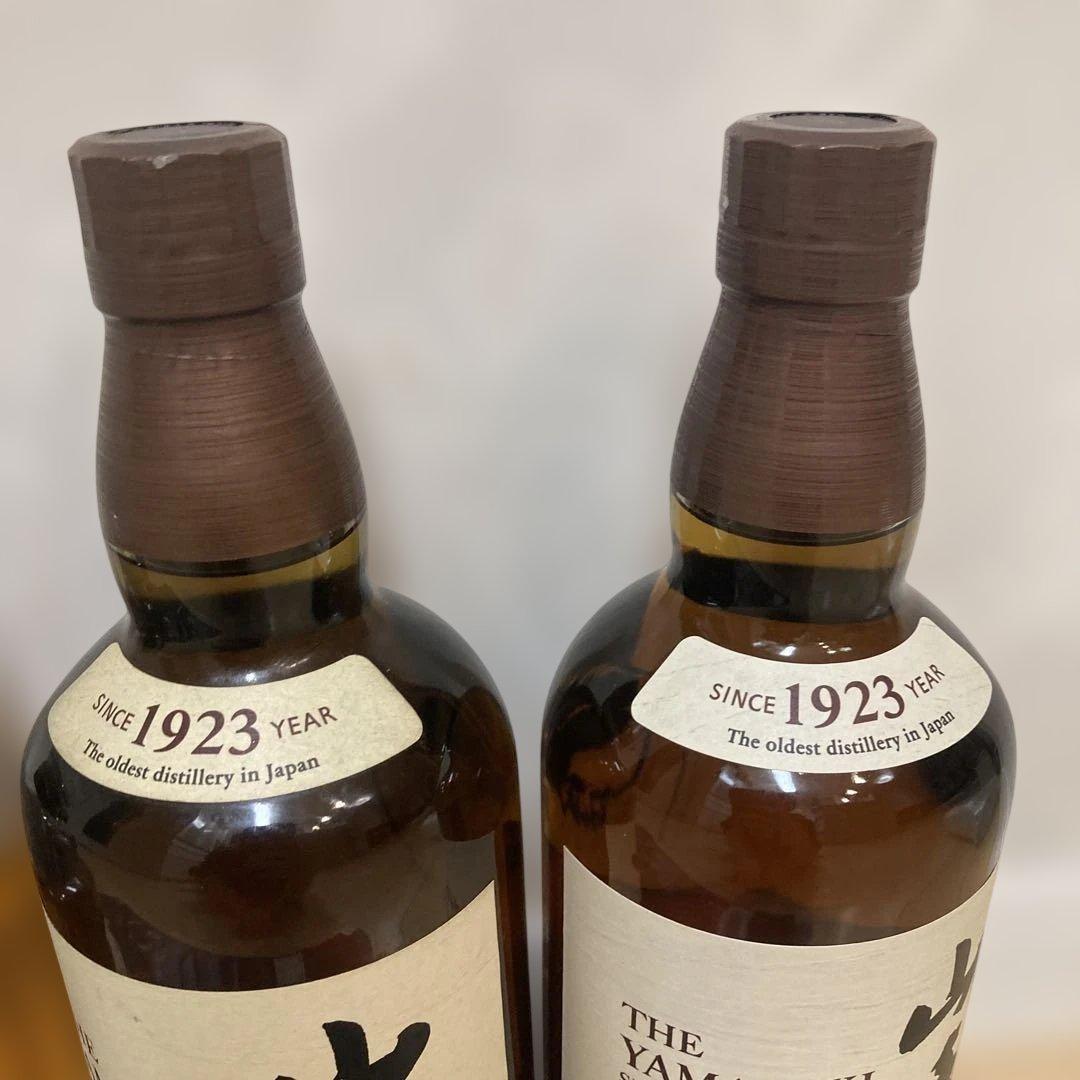 SINCE 1923 YEAR
The oldest distillery in Japan
SINCE 1923 YEAR
The oldest distillery in Japan
THE